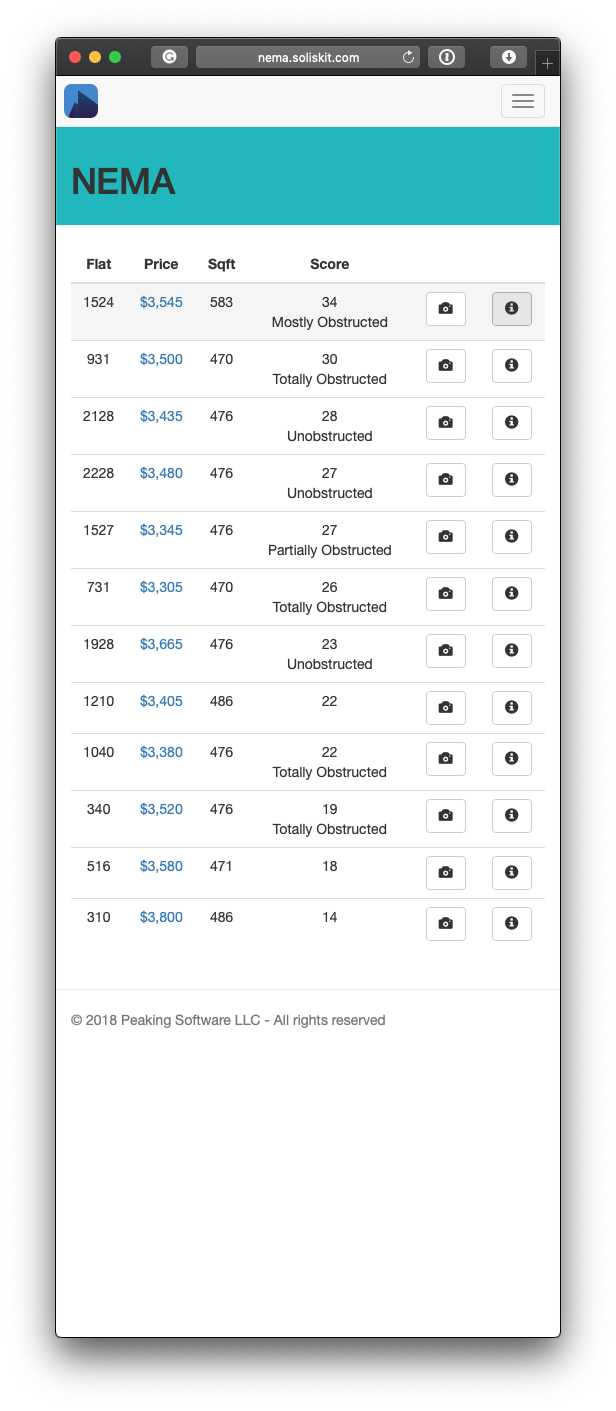 nema.soliskit.com
NEMA
Flat Price Sqft Score
1524 $3,545 583 34
Mostly Obstructed
931 $3,500 470 30
Totally Obstructed
2128 $3,435 476 28
Unobstructed
2228 $3,480 476 27
Unobstructed
1527 $3,345 476 27
Partially Obstructed
731 $3,305 470 26
Totally Obstructed
1928 $3,665 476 23
Unobstructed
1210 $3,405 486 22
1040 $3,380 476 22
Totally Obstructed
340 $3,520 476 19
Totally Obstructed
516 $3,580 471 18
310 $3,800 486 14
© 2018 Peaking Software LLC - All rights reserved